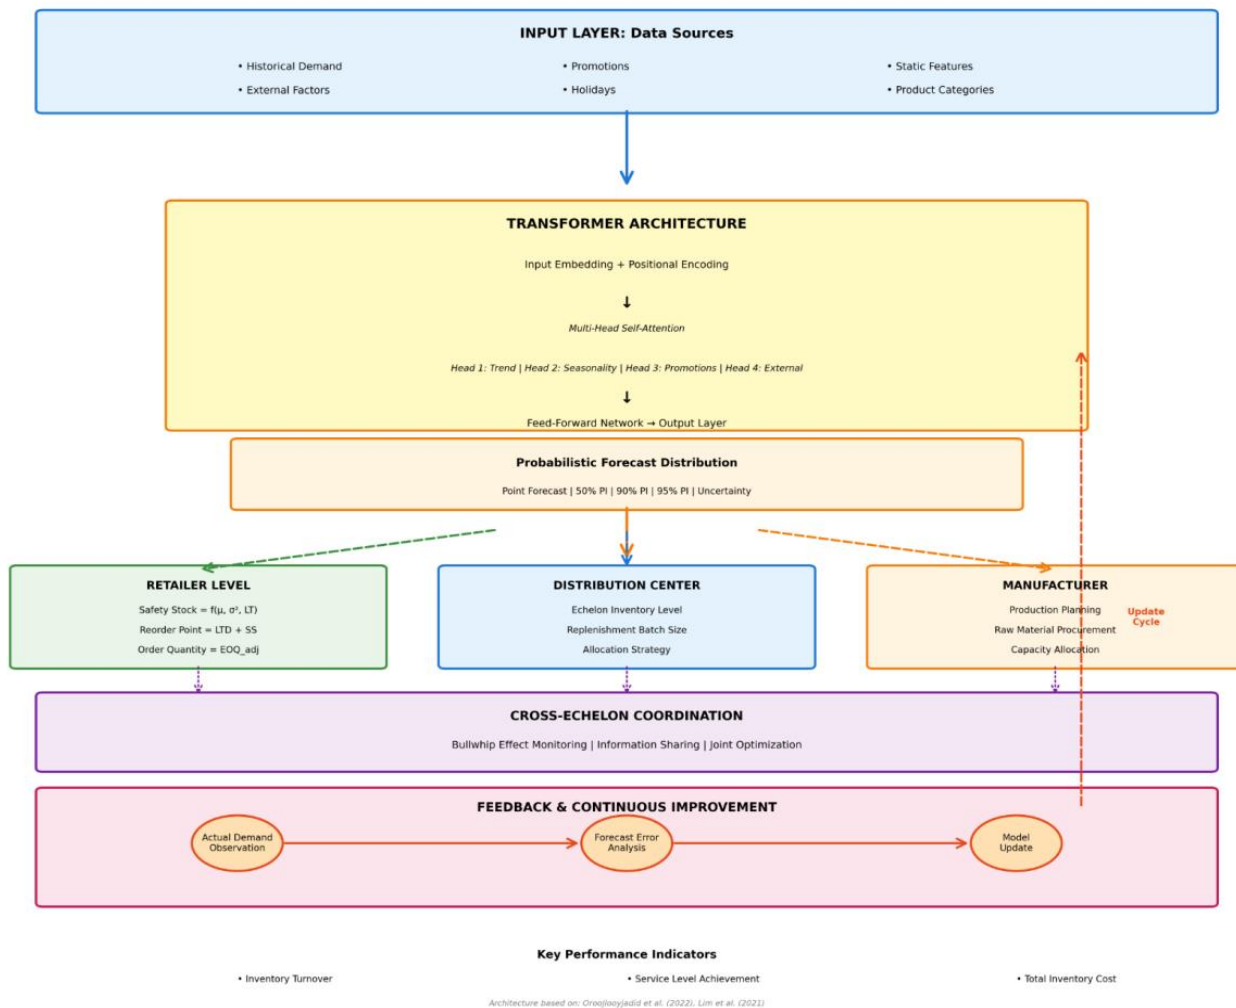 INPUT LAYER: Data Sources
• Historical Demand
• Promotions
• Static Features
• External Factors
• Holidays
• Product Categories
TRANSFORMER ARCHITECTURE
Input Embedding + Positional Encoding
↓
Multi-Head Self-Attention
Head 1: Trend | Head 2: Seasonality | Head 3: Promotions | Head 4: External
↓
Feed-Forward Network → Output Layer
Probabilistic Forecast Distribution
Point Forecast | 50% PI | 90% PI | 95% PI | Uncertainty
RETAILER LEVEL
Safety Stock = f(μ, σ², LT)
Reorder Point = LTD + SS
Order Quantity = EOQ_adj
DISTRIBUTION CENTER
Echelon Inventory Level
Replenishment Batch Size
Allocation Strategy
MANUFACTURER
Production Planning
Raw Material Procurement
Capacity Allocation
Update
Cycle
CROSS-ECHELON COORDINATION
Bullwhip Effect Monitoring | Information Sharing | Joint Optimization
FEEDBACK & CONTINUOUS IMPROVEMENT
Actual Demand
Observation
Forecast Error
Analysis
Model
Update
Key Performance Indicators
• Inventory Turnover
• Service Level Achievement
• Total Inventory Cost
Architecture based on: Oroojlooyjadid et al. (2022), Lim et al. (2021)